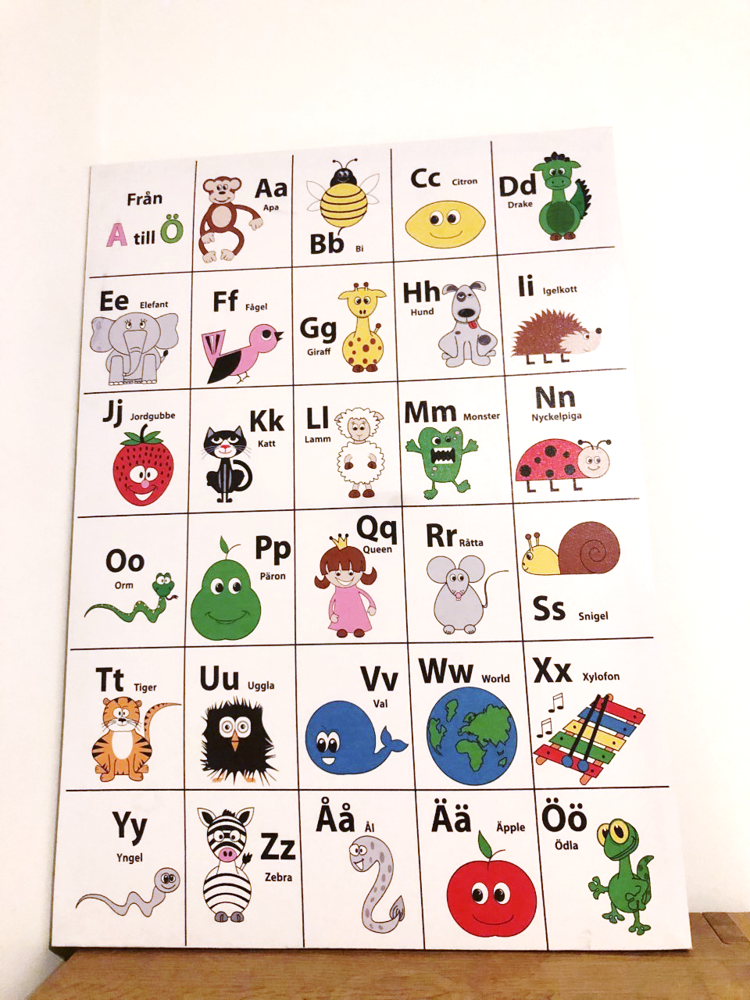 Från
A till Ö
Aa
Apa
Bb Bi
Cc Citron
Dd
Drake
Ee Elefant
Ff Fågel
Gg
Giraff
Hh
Hund
Ii Igelkott
Jj Jordgubbe
Kk
Katt
Ll
Lamm
Mm Monster
Nn
Nyckelpiga
Oo
Orm
Pp
Päron
Qq
Queen
Rr Råtta
Ss Snigel
Tt Tiger
Uu Uggla
Vv
Val
Ww World
Xx Xylofon
Yy
Yngel
Zz
Zebra
Åå Ål
Ää Äpple
Öö
Ödla